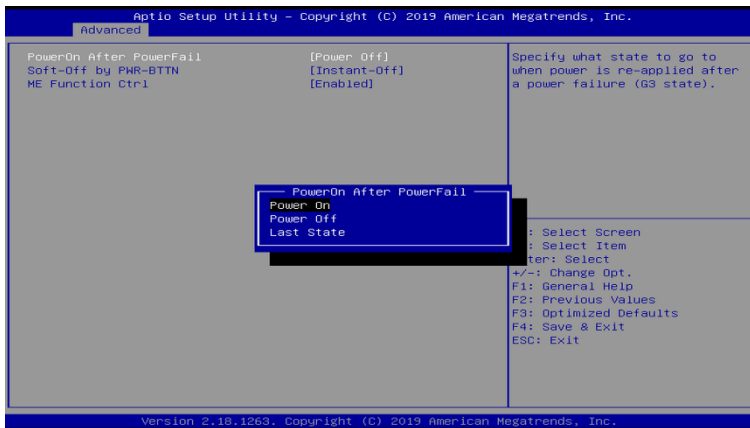 Aptio Setup Utility – Copyright (C) 2019 American Megatrends, Inc.
Advanced
PowerOn After PowerFail [Power Off]
Soft-Off by PWR-BTTN [Instant-Off]
ME Function Ctrl [Enabled]
Specify what state to go to
when power is re-applied after
a power failure (G3 state).
PowerOn After PowerFail
Power On
Power Off
Last State
: Select Screen
: Select Item
ter: Select
+/-: Change Opt.
F1: General Help
F2: Previous Values
F3: Optimized Defaults
F4: Save & Exit
ESC: Exit
Version 2.18.1263. Copyright (C) 2019 American Megatrends, Inc.